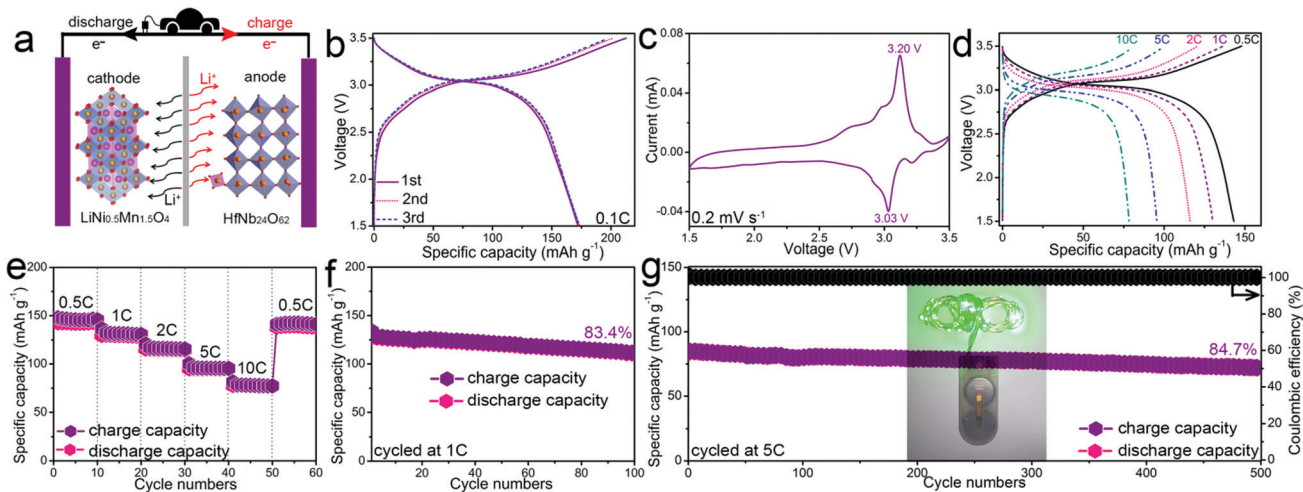 a
discharge
charge
e⁻
e⁻
cathode
anode
Li⁺
Li⁺
LiNi₀.₅Mn₁.₅O₄
HfNb₂₄O₆₂
b
Voltage (V)
3.5
3.0
2.5
2.0
1.5
1st
2nd
3rd
0.1C
0 50 100 150 200
Specific capacity (mAh g⁻¹)
c
Current (mA)
0.08
0.04
0.00
-0.04
3.20 V
3.03 V
0.2 mV s⁻¹
1.5 2.0 2.5 3.0 3.5
Voltage (V)
d
Voltage (V)
3.5
3.0
2.5
2.0
1.5
10C 5C 2C 1C 0.5C
0 50 100 150
Specific capacity (mAh g⁻¹)
e
Specific capacity (mAh g⁻¹)
200
150
100
50
0
0.5C
1C
2C
5C
10C
0.5C
charge capacity
discharge capacity
0 10 20 30 40 50 60
Cycle numbers
f
Specific capacity (mAh g⁻¹)
200
150
100
50
0
83.4%
charge capacity
discharge capacity
cycled at 1C
20 40 60 80 100
Cycle numbers
g
Specific capacity (mAh g⁻¹)
150
100
50
0
84.7%
charge capacity
discharge capacity
cycled at 5C
0 100 200 300 400 500
Cycle numbers
100
80
60
40
20
0
Coulombic efficiency (%)